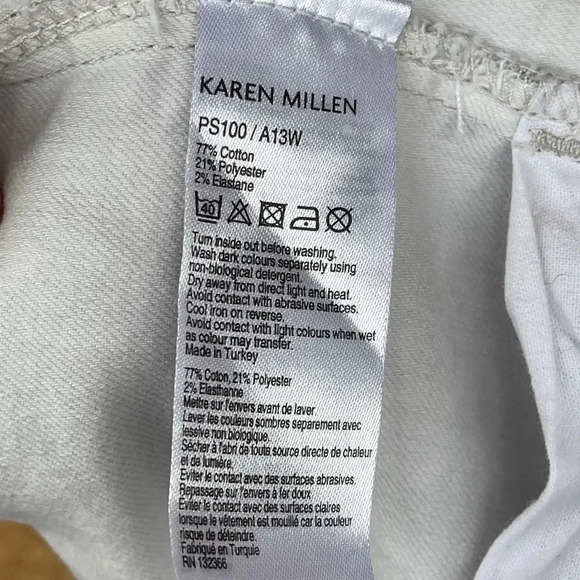 KAREN MILLEN
PS100 / A13W
77% Cotton
21% Polyester
2% Elastane
40
Turn inside out before washing.
Wash dark colours separately using
non-biological detergent.
Dry away from direct light and heat.
Avoid contact with abrasive surfaces.
Cool iron on reverse.
Avoid contact with light colours when wet
as colour may transfer.
Made in Turkey
77% Coton, 21% Polyester
2% Elasthanne
Mettre sur l'envers avant de laver
Laver les couleurs sombres separement avec
lessive non biologique.
Sécher à l'abri de toute source directe de chaleur
et de lumière.
Eviter le contact avec des surfaces abrasives.
Repassage sur l'envers à fer doux
Eviter le contact avec des surfaces claires
lorsque le vêtement est mouillé car la couleur
risque de déteindre.
Fabriqué en Turquie
RN 132366